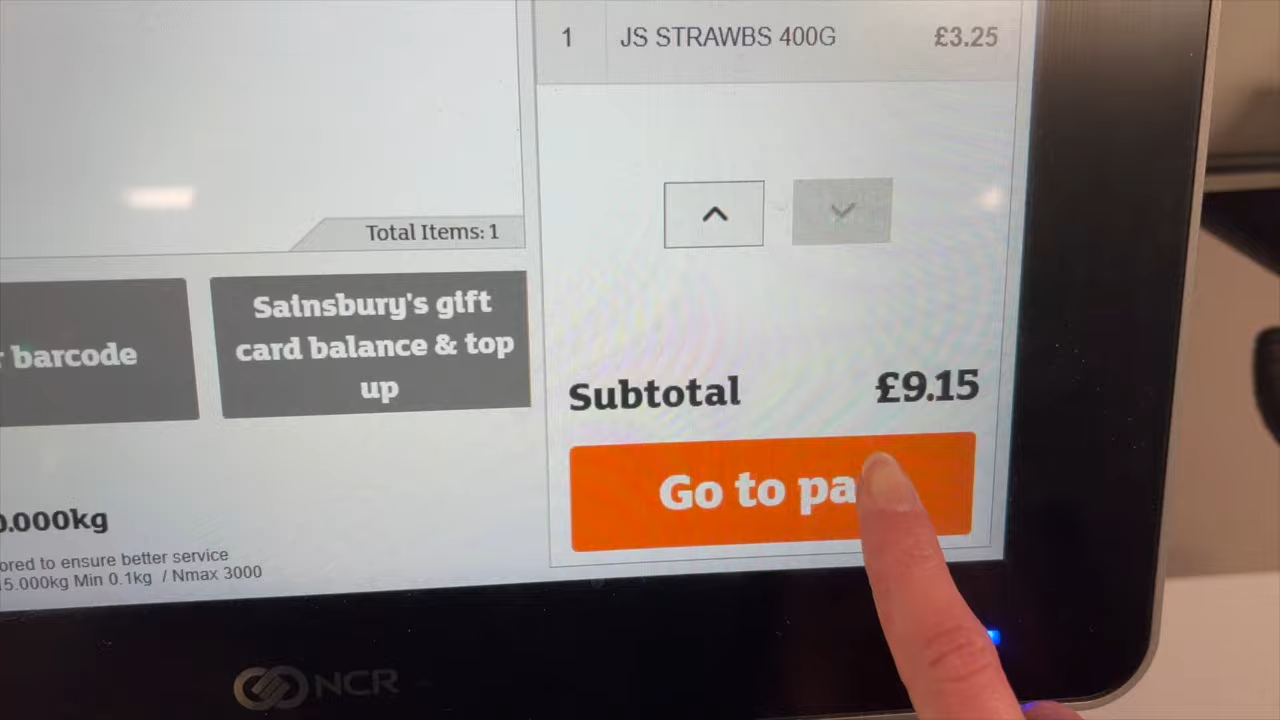 1 JS STRAWBS 400G £3.25
Total Items: 1
barcode
Sainsbury's gift
card balance & top
up
Subtotal £9.15
Go to pa
0.000kg
ored to ensure better service
15.000kg Min 0.1kg / Nmax 3000
NCR